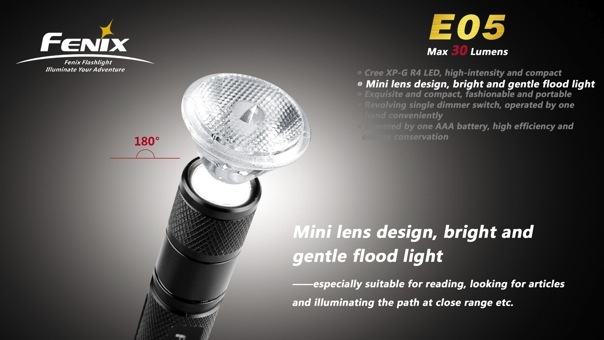 FENIX
Fenix Flashlight
Illuminate Your Adventure
E05
Max 30 Lumens
Cree XP-G R4 LED, high-intensity and compact
Mini lens design, bright and gentle flood light
Exquisite and compact, fashionable and portable
Revolving single dimmer switch, operated by one
hand conveniently
by one AAA battery, high efficiency and
conservation
180°
Mini lens design, bright and
gentle flood light
——especially suitable for reading, looking for articles
and illuminating the path at close range etc.